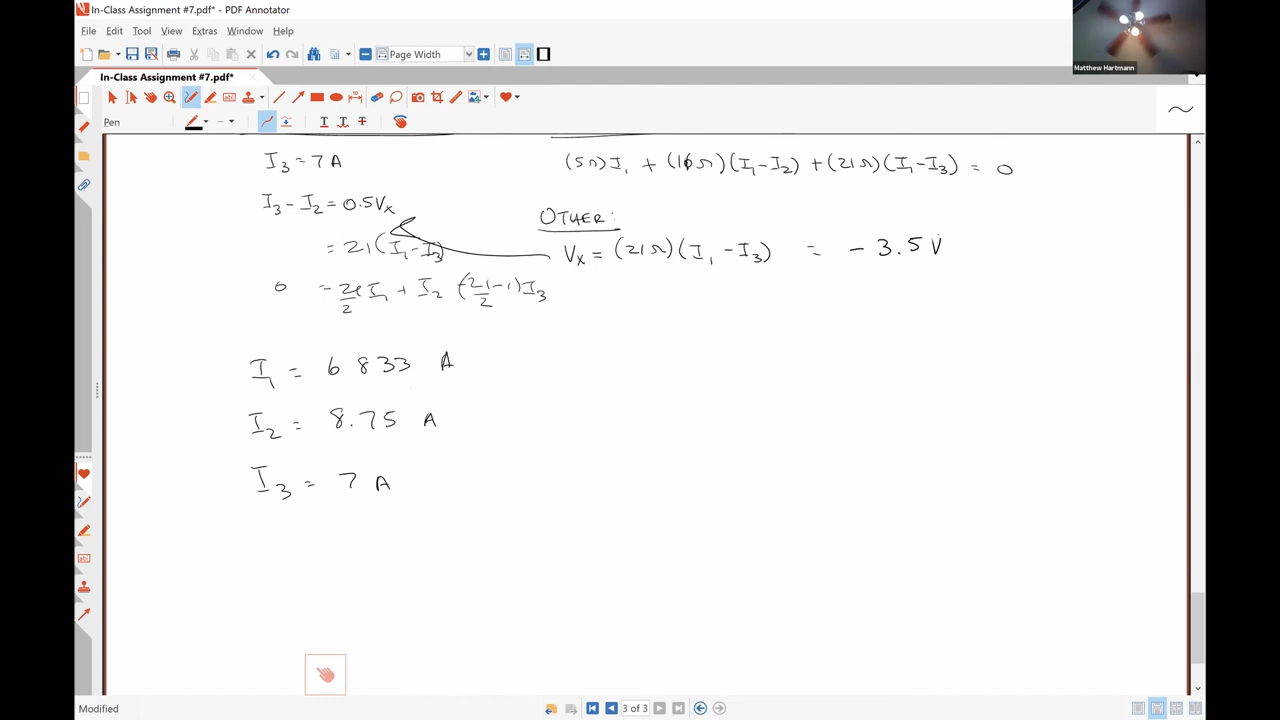 In-Class Assignment #7.pdf* - PDF Annotator
File Edit Tool View Extras Window Help
Page Width
In-Class Assignment #7.pdf*
Pen
Matthew Hartmann
I₃ = 7 A
(5Ω)I₁ + (10Ω)(I₁-I₂) + (21Ω)(I₁-I₃) = 0
I₃ - I₂ = 0.5Vₓ
OTHER:
= 21(I₁-I₃)
Vₓ = (21Ω)(I₁ - I₃) = - 3.5 V
0 = 21/2 I₁ + I₂ - (21/2 - 1)I₃
I₁ = 6.833 A
I₂ = 8.75 A
I₃ = 7 A
3 of 3
Modified